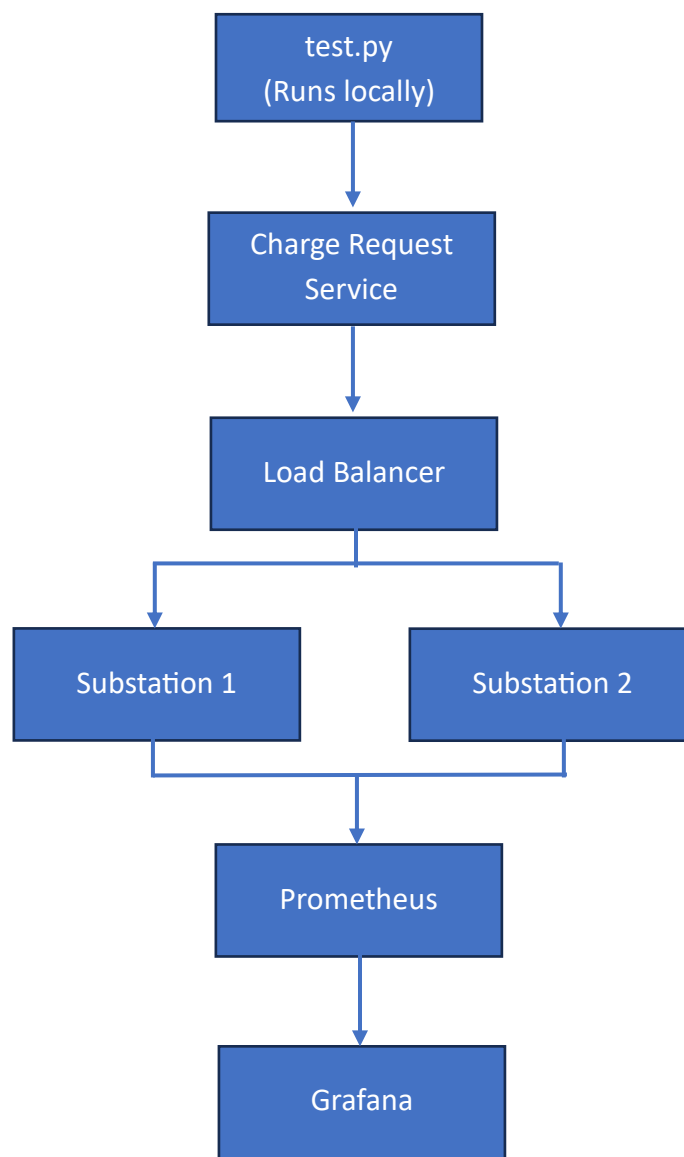 test.py
(Runs locally)
Charge Request
Service
Load Balancer
Substation 1
Substation 2
Prometheus
Grafana